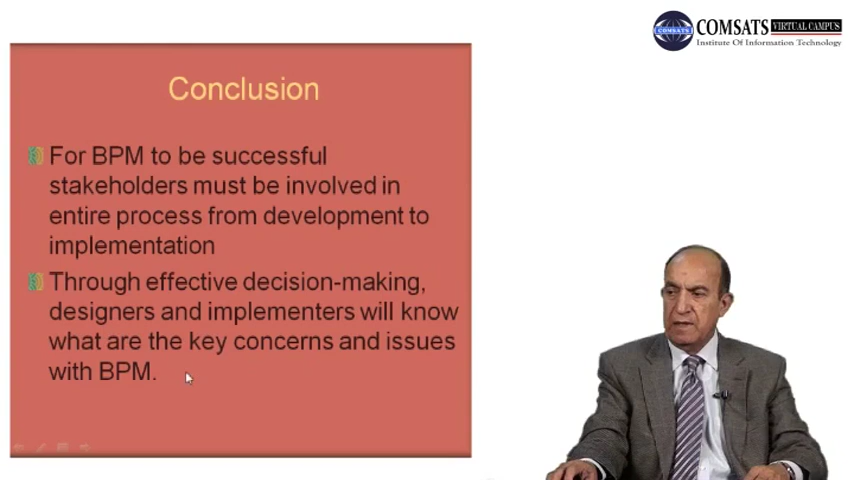 COMSATS VIRTUAL CAMPUS
Institute Of Information Technology
COMSATS
Conclusion
For BPM to be successful
stakeholders must be involved in
entire process from development to
implementation
Through effective decision-making,
designers and implementers will know
what are the key concerns and issues
with BPM.